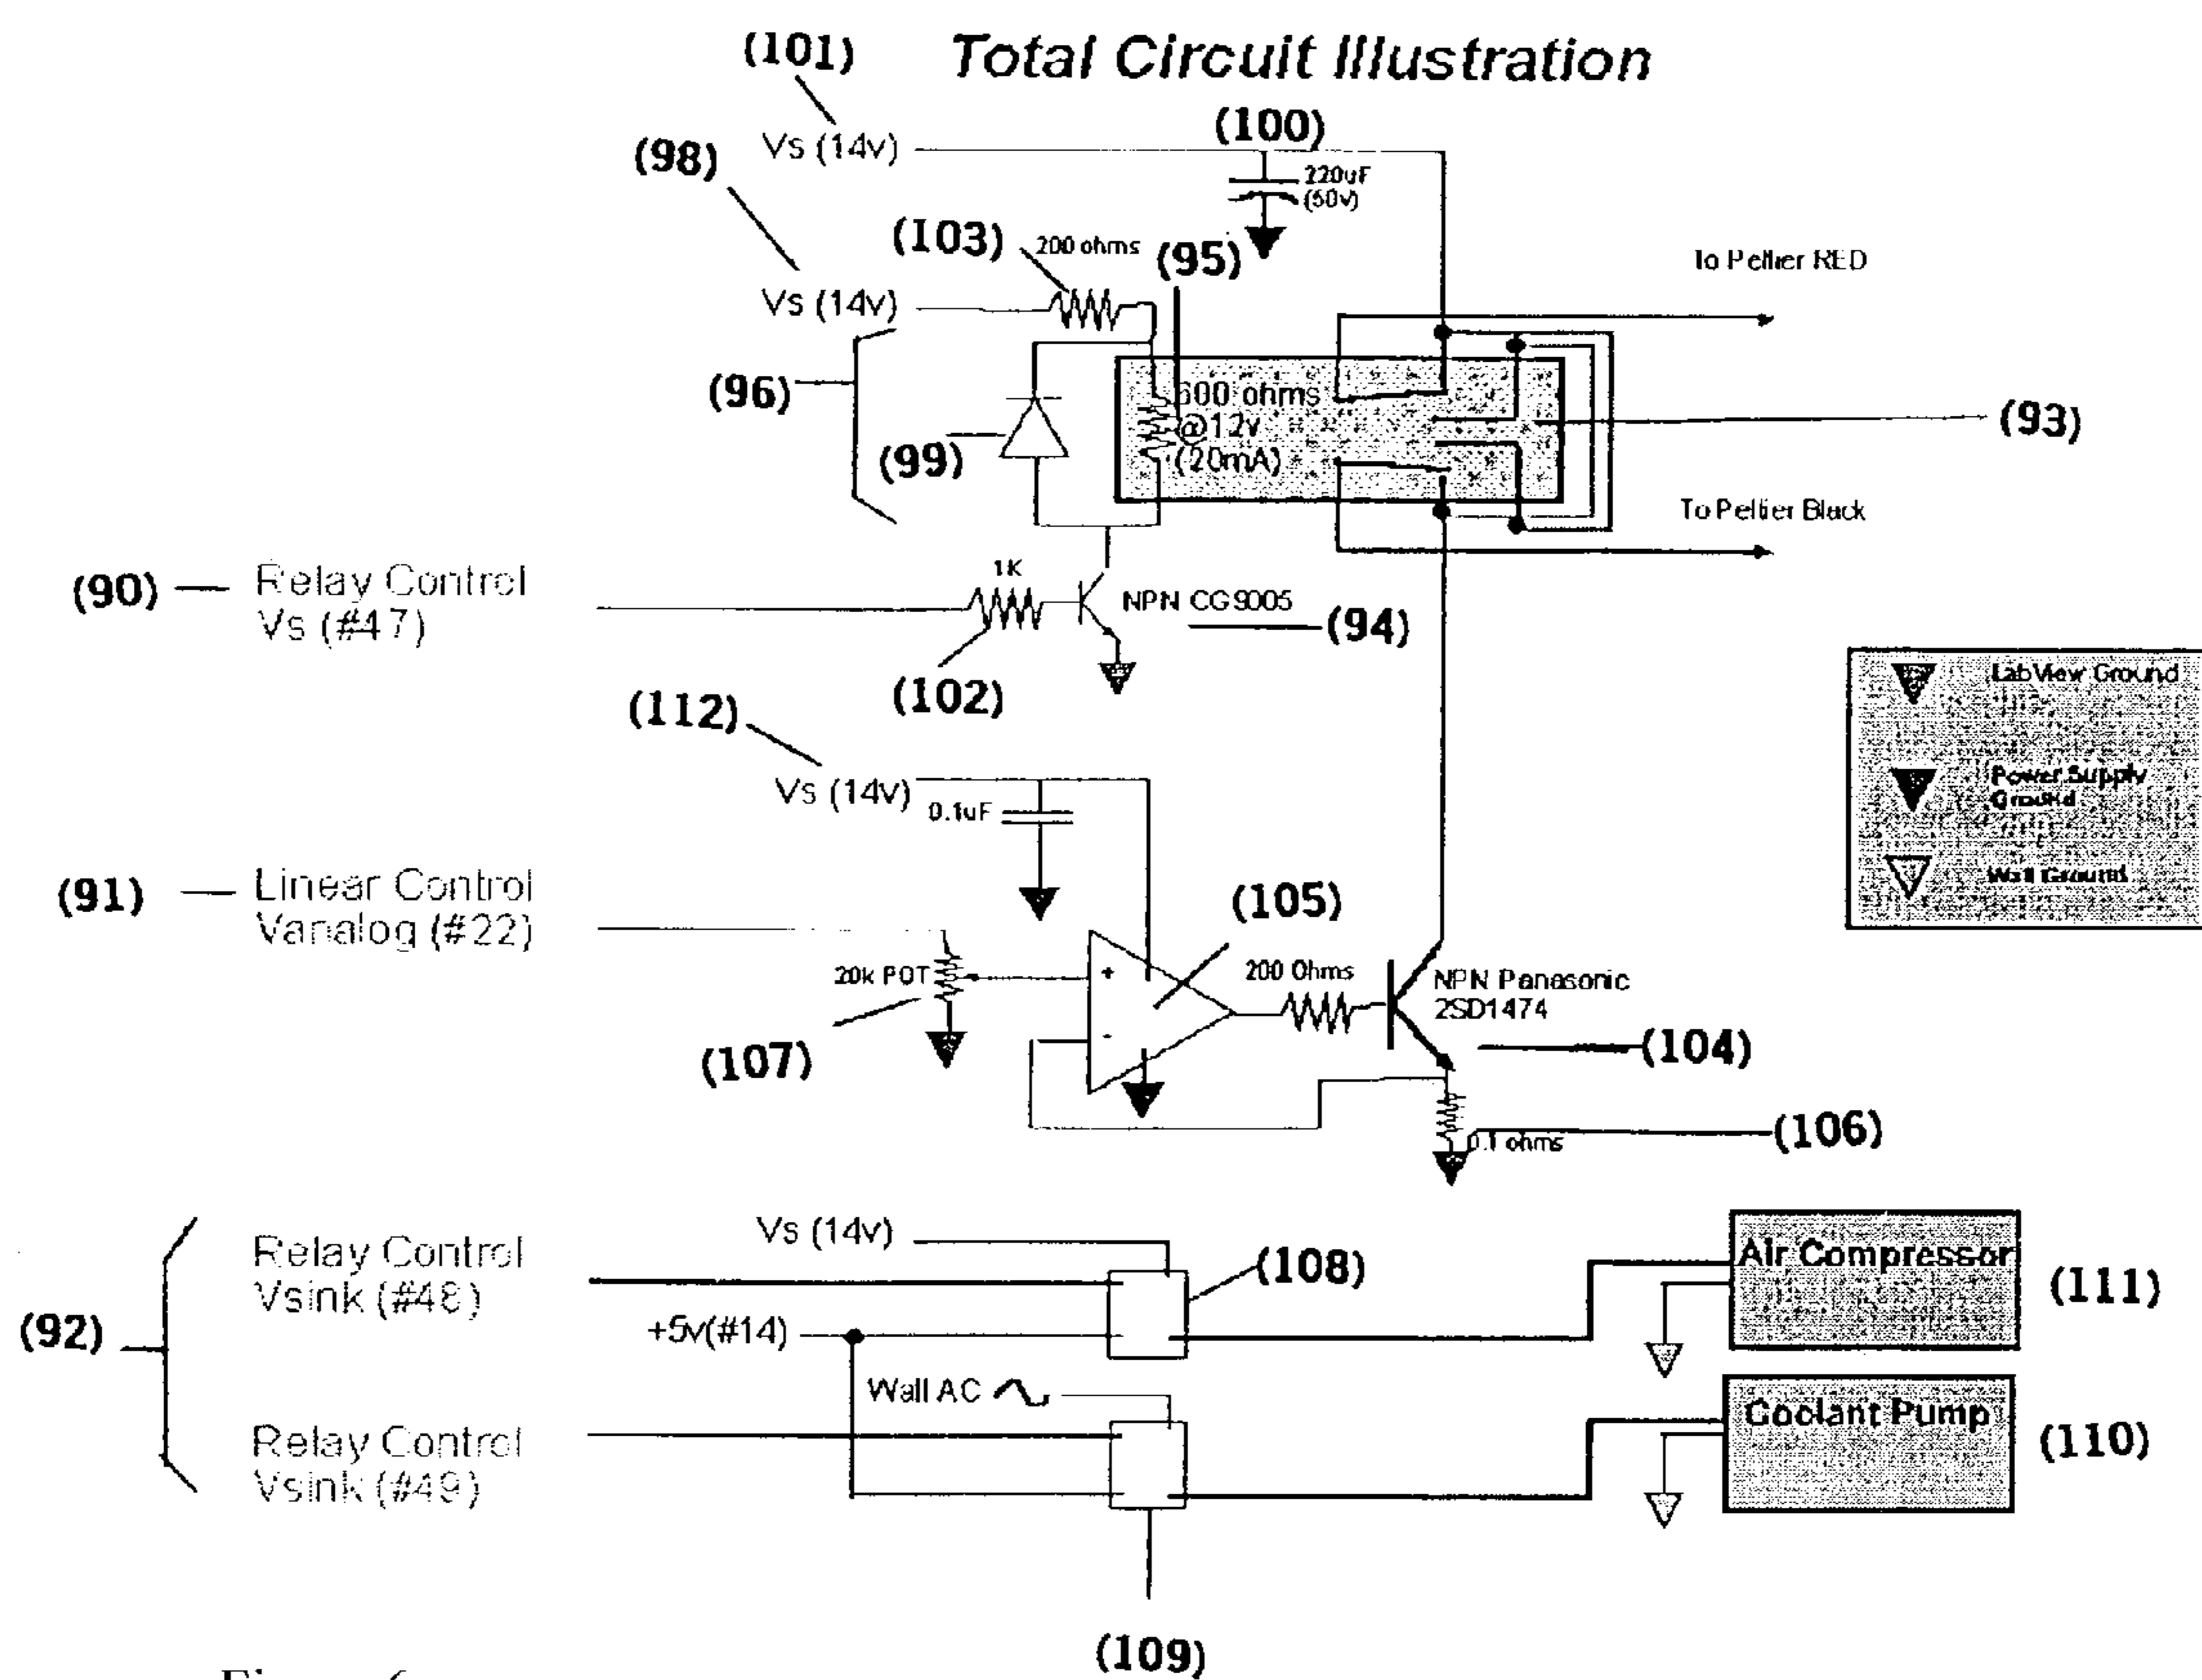 Total Circuit Illustration
(101)
Vs (14v)
(100)
220uF
(50v)
(98)
(103)
200 ohms
(95)
Vs (14v)
To Peltier RED
(96)
600 ohms
@12v
(20mA)
(99)
(93)
To Peltier Black
(90)
Relay Control
Vs (#47)
1K
NPN CG9005
(94)
(102)
(112)
LabView Ground
Power Supply
Ground
Wall Ground
Vs (14v)
0.1uF
(91)
Linear Control
Vanalog (#22)
(105)
20k POT
+
-
200 Ohms
NPN Panasonic
2SD1474
(104)
(107)
(106)
0.1 ohms
(92)
Relay Control
Vsink (#48)
Vs (14v)
(108)
Air Compressor
(111)
+5v(#14)
Wall AC
Relay Control
Vsink (#49)
Coolant Pump
(110)
(109)